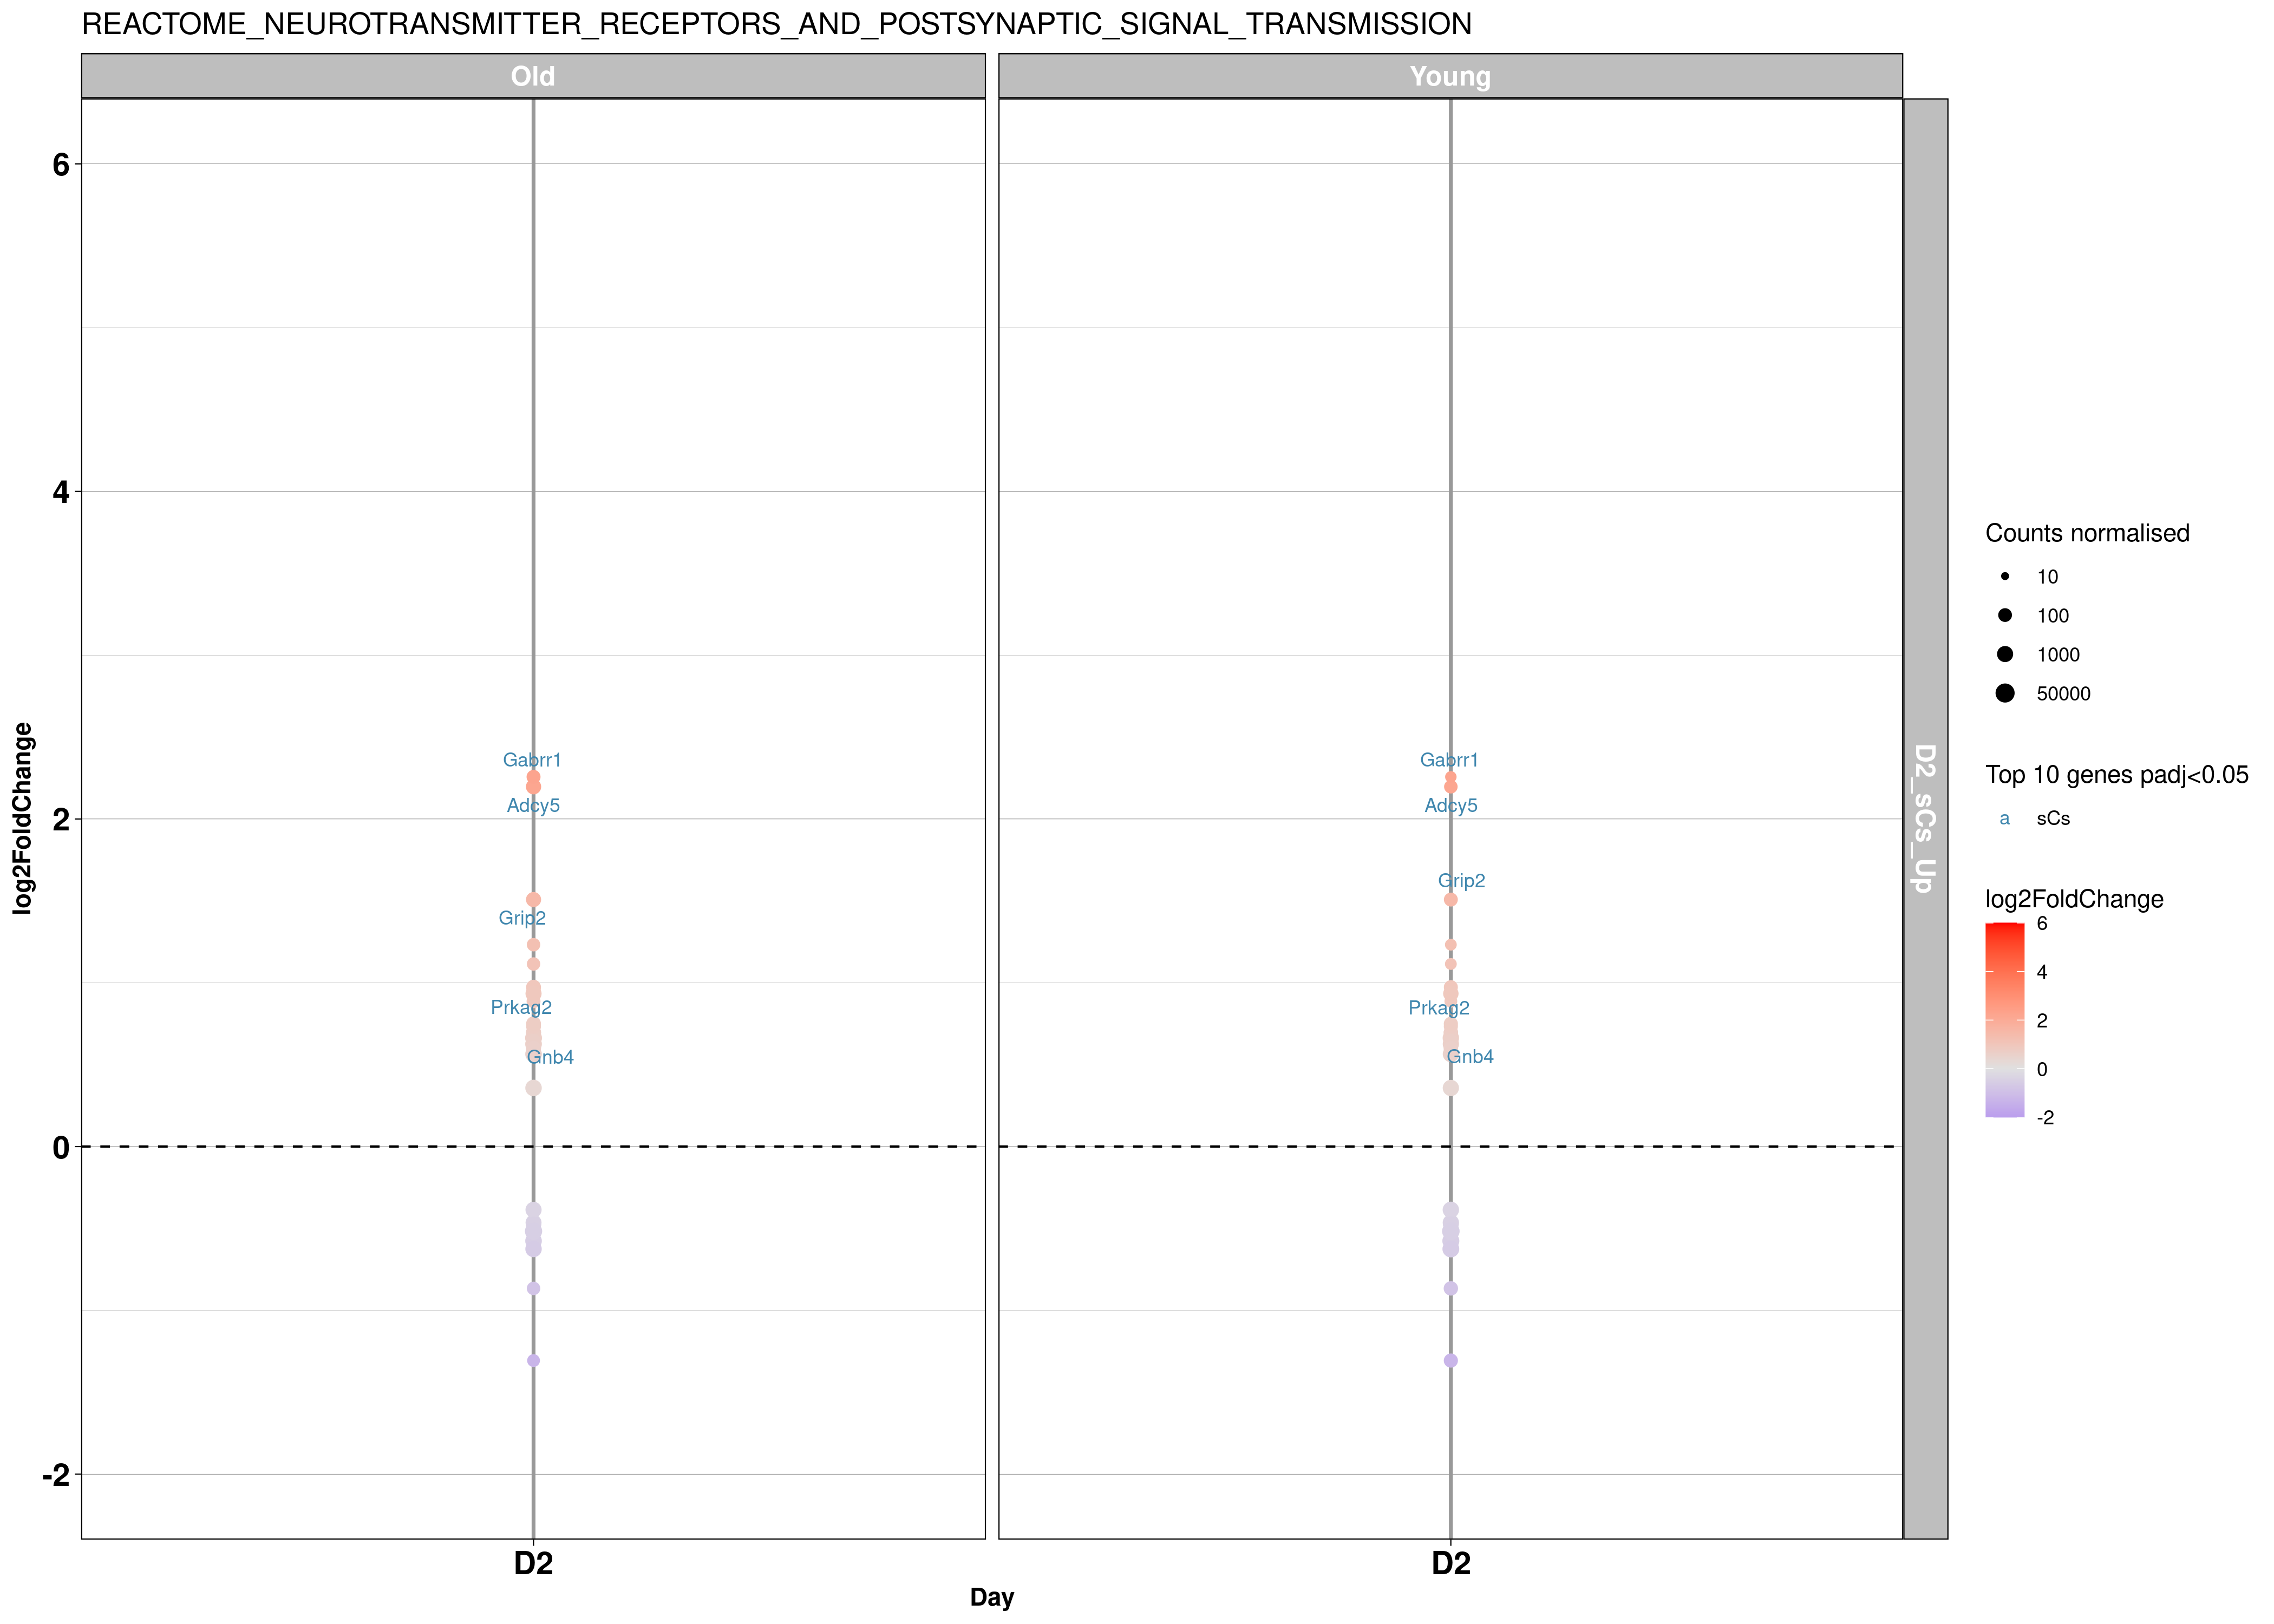 REACTOME_NEUROTRANSMITTER_RECEPTORS_AND_POSTSYNAPTIC_SIGNAL_TRANSMISSION
Old
Young
D2_sCs_Up
log2FoldChange
6
4
2
0
-2
Gabrr1
Adcy5
Grip2
Prkag2
Gnb4
Gabrr1
Adcy5
Grip2
Prkag2
Gnb4
D2
D2
Day
Counts normalised
10
100
1000
50000
Top 10 genes padj<0.05
a sCs
log2FoldChange
6
4
2
0
-2